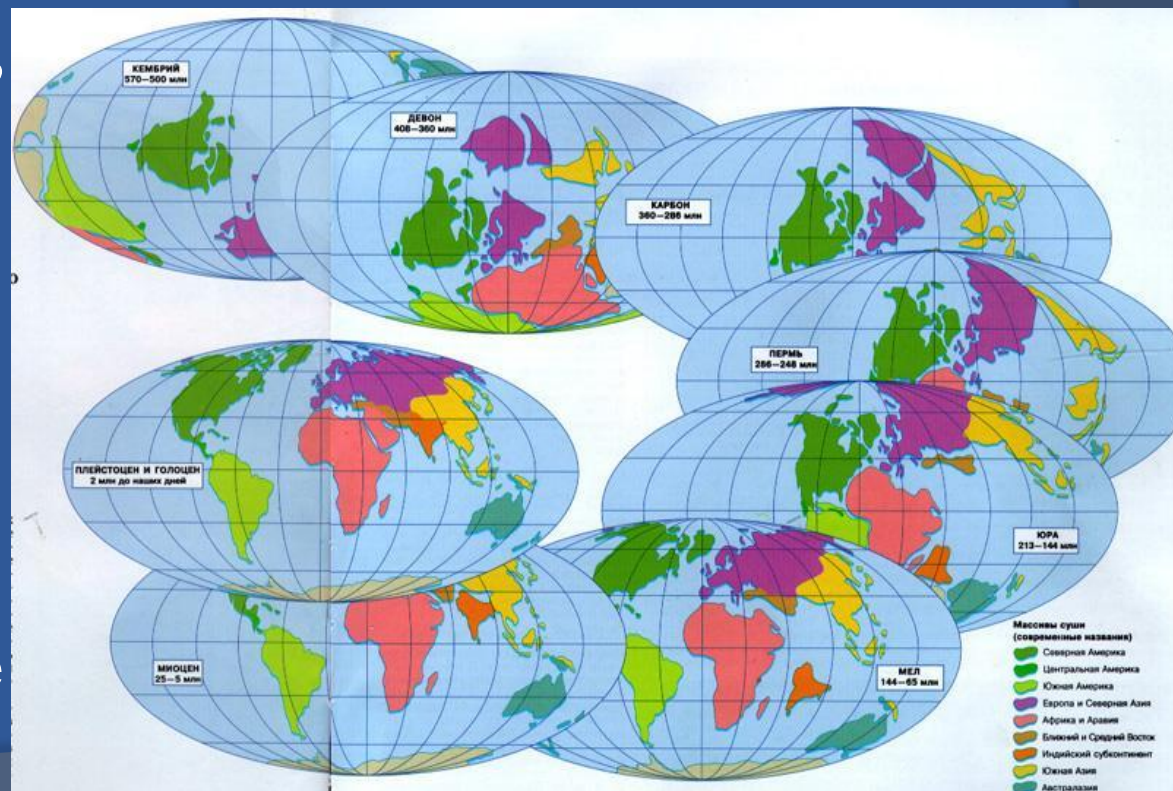 КЕМБРИЙ
570—500 млн
ДЕВОН
408—360 млн
КАРБОН
360—286 млн
ПЕРМЬ
286—248 млн
ПЛЕЙСТОЦЕН И ГОЛОЦЕН
2 млн до наших дней
ЮРА
213—144 млн
МИОЦЕН
25—5 млн
МЕЛ
144—65 млн
Массивы суши
(современные названия)
Северная Америка
Центральная Америка
Южная Америка
Европа и Северная Азия
Африка и Аравия
Ближний и Средний Восток
Индийский субконтинент
Южная Азия
Австралазия